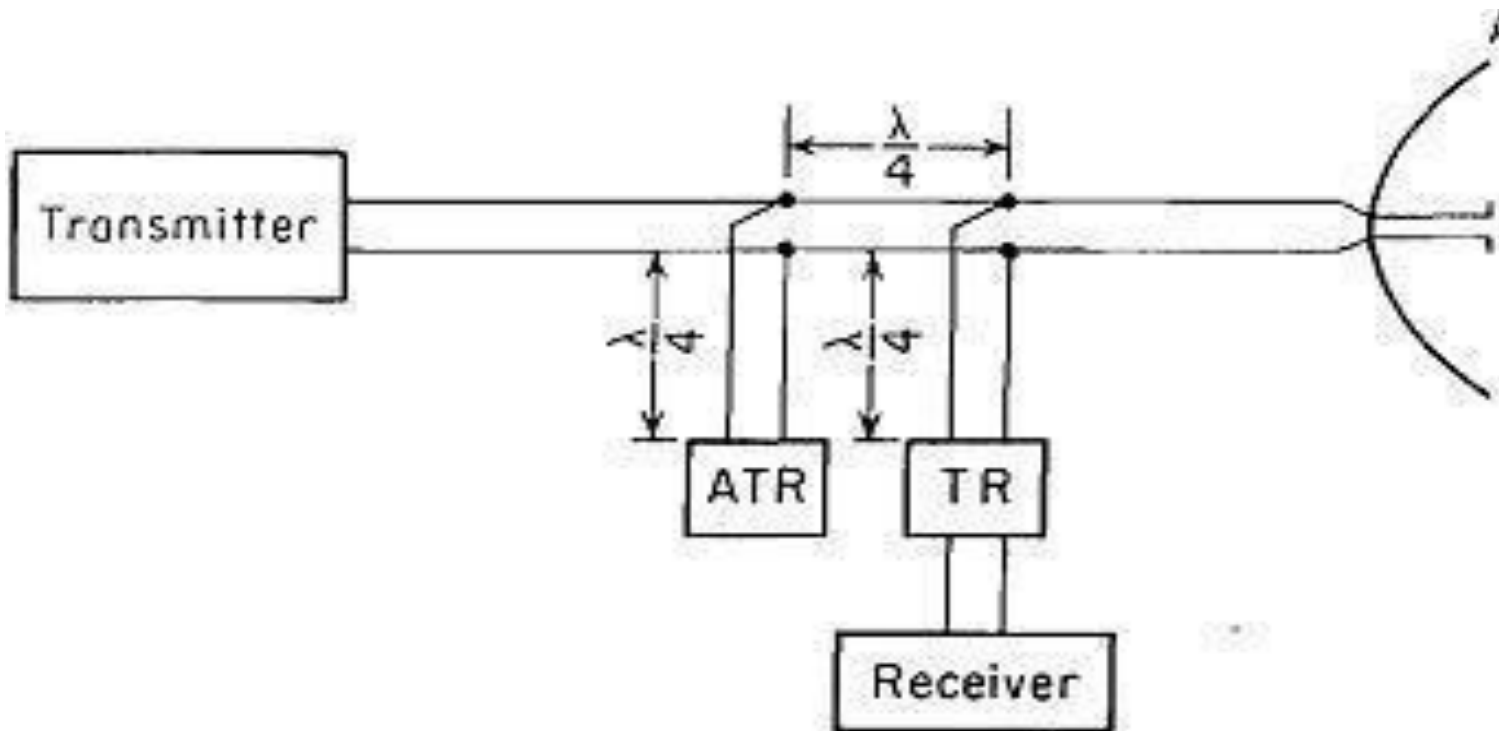 λ/4
Transmitter
λ/4
λ/4
ATR
TR
Receiver